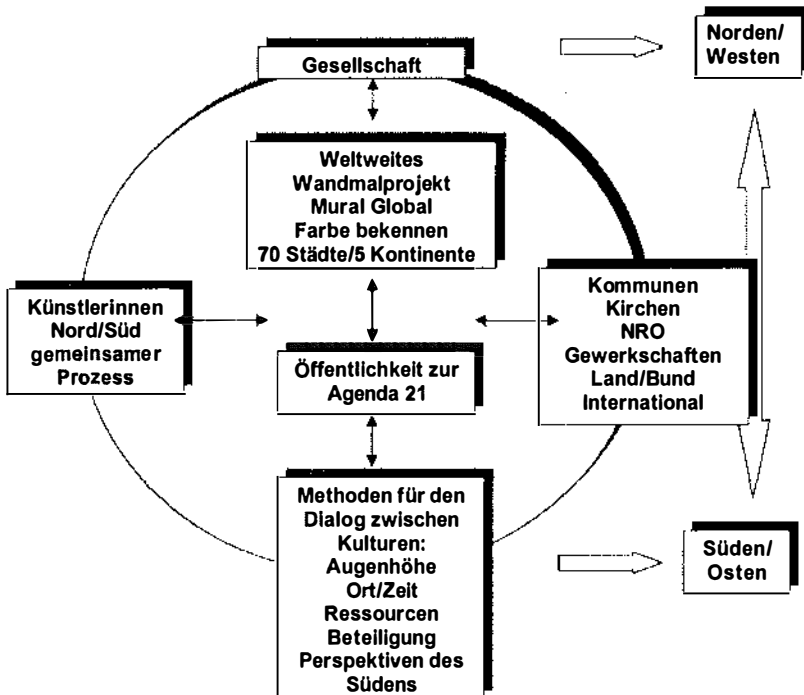 Gesellschaft
Norden/
Westen
Weltweites
Wandmalprojekt
Mural Global
Farbe bekennen
70 Städte/5 Kontinente
Künstlerinnen
Nord/Süd
gemeinsamer
Prozess
Kommunen
Kirchen
NRO
Gewerkschaften
Land/Bund
International
Öffentlichkeit zur
Agenda 21
Methoden für den
Dialog zwischen
Kulturen:
Augenhöhe
Ort/Zeit
Ressourcen
Beteiligung
Perspektiven des
Südens
Süden/
Osten